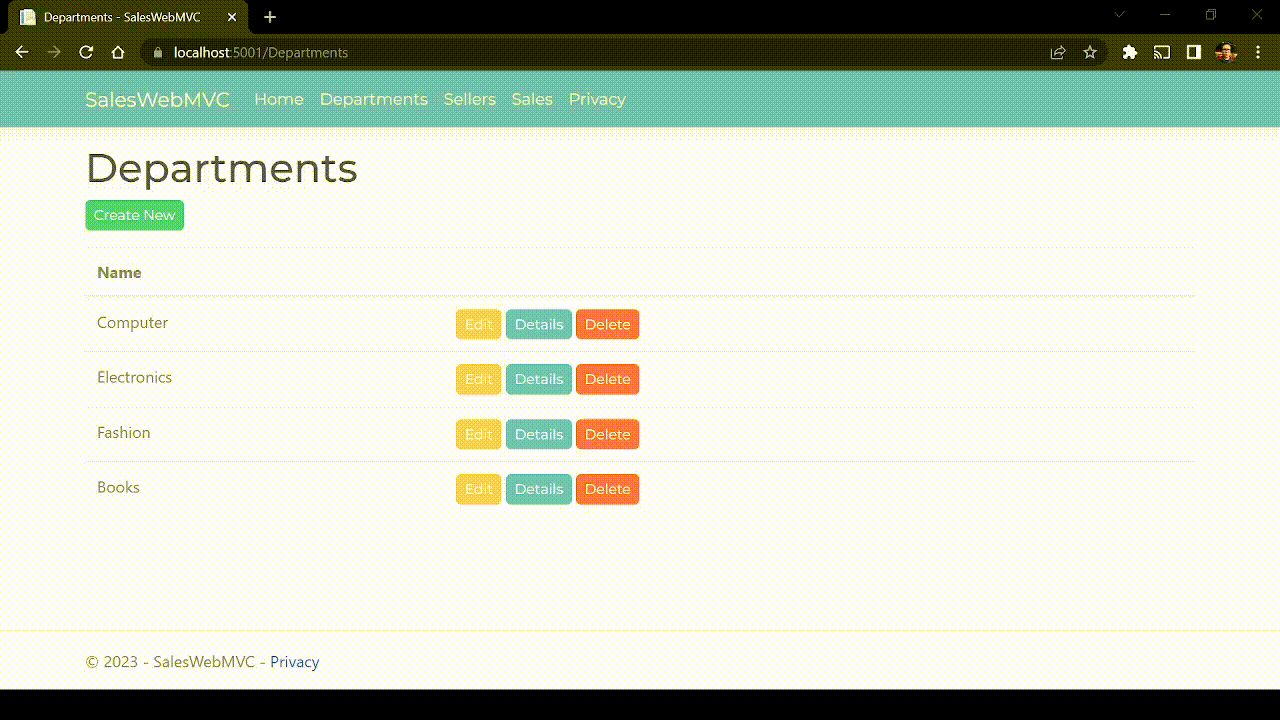 Departments - SalesWebMVC
localhost:5001/Departments
SalesWebMVC Home Departments Sellers Sales Privacy
Departments
Create New
Name
Computer Edit Details Delete
Electronics Edit Details Delete
Fashion Edit Details Delete
Books Edit Details Delete
© 2023 - SalesWebMVC - Privacy